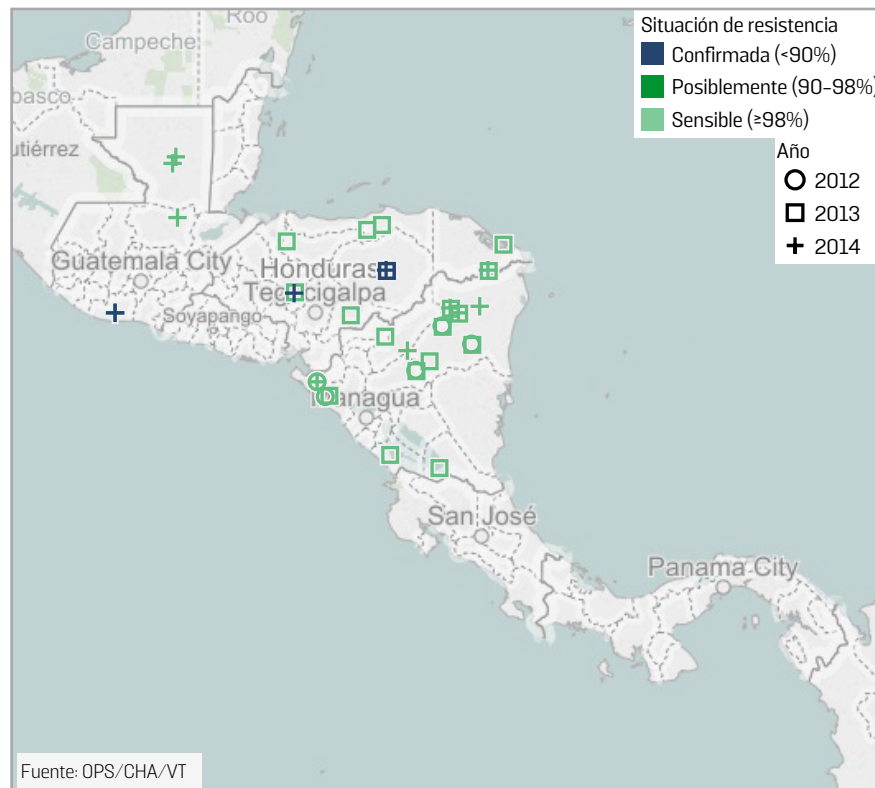 Roo
Campeche
basco
utiérrez
Situación de resistencia
Confirmada (<90%)
Posiblemente (90–98%)
Sensible (≥98%)
Año
2012
2013
2014
Guatemala City
Honduras
Tegucigalpa
Soyapango
Managua
San José
Panama City
Fuente: OPS/CHA/VT